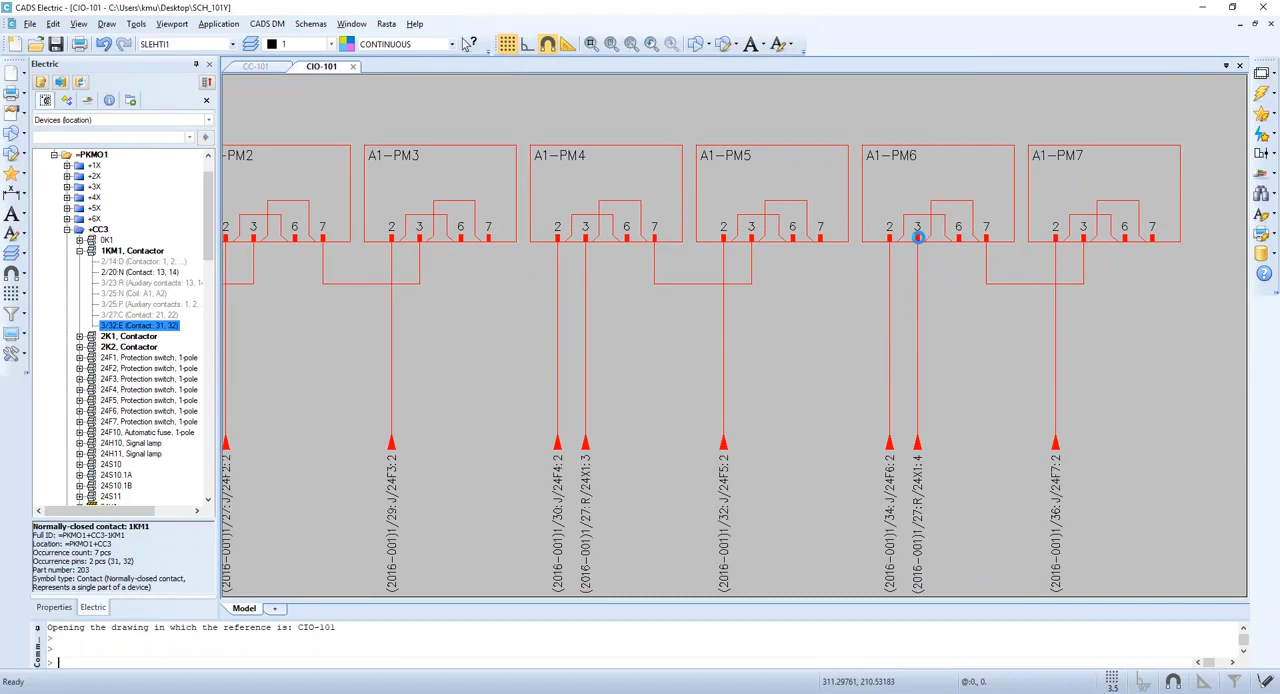 CADS Electric - [CIO-101 - C:\Users\kmu\Desktop\SCH_101Y]
File Edit View Draw Tools Viewport Application CADS DM Schemas Window Rasta Help
SLEHTI1 1 CONTINUOUS
Electric
CC-101 CIO-101
Devices (location)
=PKMO1
+1X
+2X
+3X
+4X
+5X
+6X
+CC3
0K1
1KM1, Contactor
2/14:D (Contactor: 1, 2, ...)
2/20:N (Contact: 13, 14)
3/23:R (Auxiliary contacts: 13, 14
3/25:N (Coil: A1, A2)
3/25:P (Auxiliary contacts: 1, 2,
3/27:C (Contact: 21, 22)
3/32:E (Contact: 31, 32)
2K1, Contactor
2K2, Contactor
24F1, Protection switch, 1-pole
24F2, Protection switch, 1-pole
24F3, Protection switch, 1-pole
24F4, Protection switch, 1-pole
24F5, Protection switch, 1-pole
24F6, Protection switch, 1-pole
24F7, Protection switch, 1-pole
24F10, Automatic fuse, 1-pole
24H10, Signal lamp
24H11, Signal lamp
24S10
24S10.1A
24S10.1B
24S11
Normally-closed contact: 1KM1
Full ID: =PKMO1+CC3-1KM1
Location: =PKMO1+CC3
Occurrence count: 7 pcs
Occurrence pins: 2 pcs (31, 32)
Part number: 203
Symbol type: Contact (Normally-closed contact,
Represents a single part of a device)
Properties Electric
-PM2 A1-PM3 A1-PM4 A1-PM5 A1-PM6 A1-PM7
2 3 6 7 2 3 6 7 2 3 6 7 2 3 6 7 2 3 6 7 2 3 6 7
(2016-001)1/27:J/24F2:2
(2016-001)1/29:J/24F3:2
(2016-001)1/30:J/24F4:2
(2016-001)1/27:R/24X1:3
(2016-001)1/32:J/24F5:2
(2016-001)1/34:J/24F6:2
(2016-001)1/27:R/24X1:4
(2016-001)1/36:J/24F7:2
Model +
Comm...
Opening the drawing in which the reference is: CIO-101
>
>
>
Ready 311.29761, 210.53183 @:0., 0. 3.5 90°